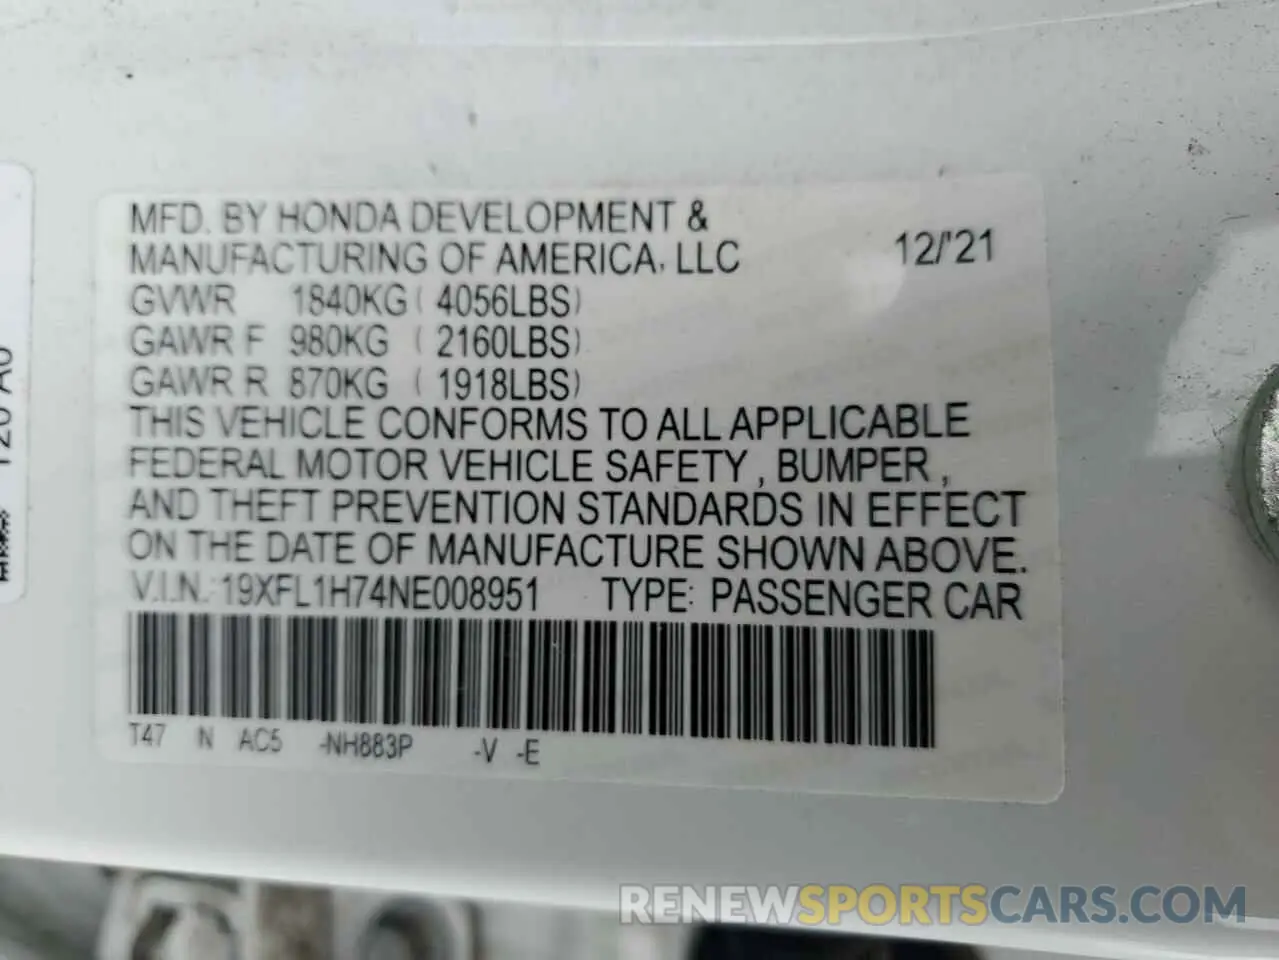 MFD. BY HONDA DEVELOPMENT &
MANUFACTURING OF AMERICA, LLC 12/'21
GVWR 1840KG ( 4056LBS)
GAWR F 980KG ( 2160LBS)
GAWR R 870KG ( 1918LBS)
THIS VEHICLE CONFORMS TO ALL APPLICABLE
FEDERAL MOTOR VEHICLE SAFETY , BUMPER ,
AND THEFT PREVENTION STANDARDS IN EFFECT
ON THE DATE OF MANUFACTURE SHOWN ABOVE.
V.I.N.: 19XFL1H74NE008951 TYPE: PASSENGER CAR
T47 N AC5 -NH883P -V -E
RENEWSPORTSCARS.COM